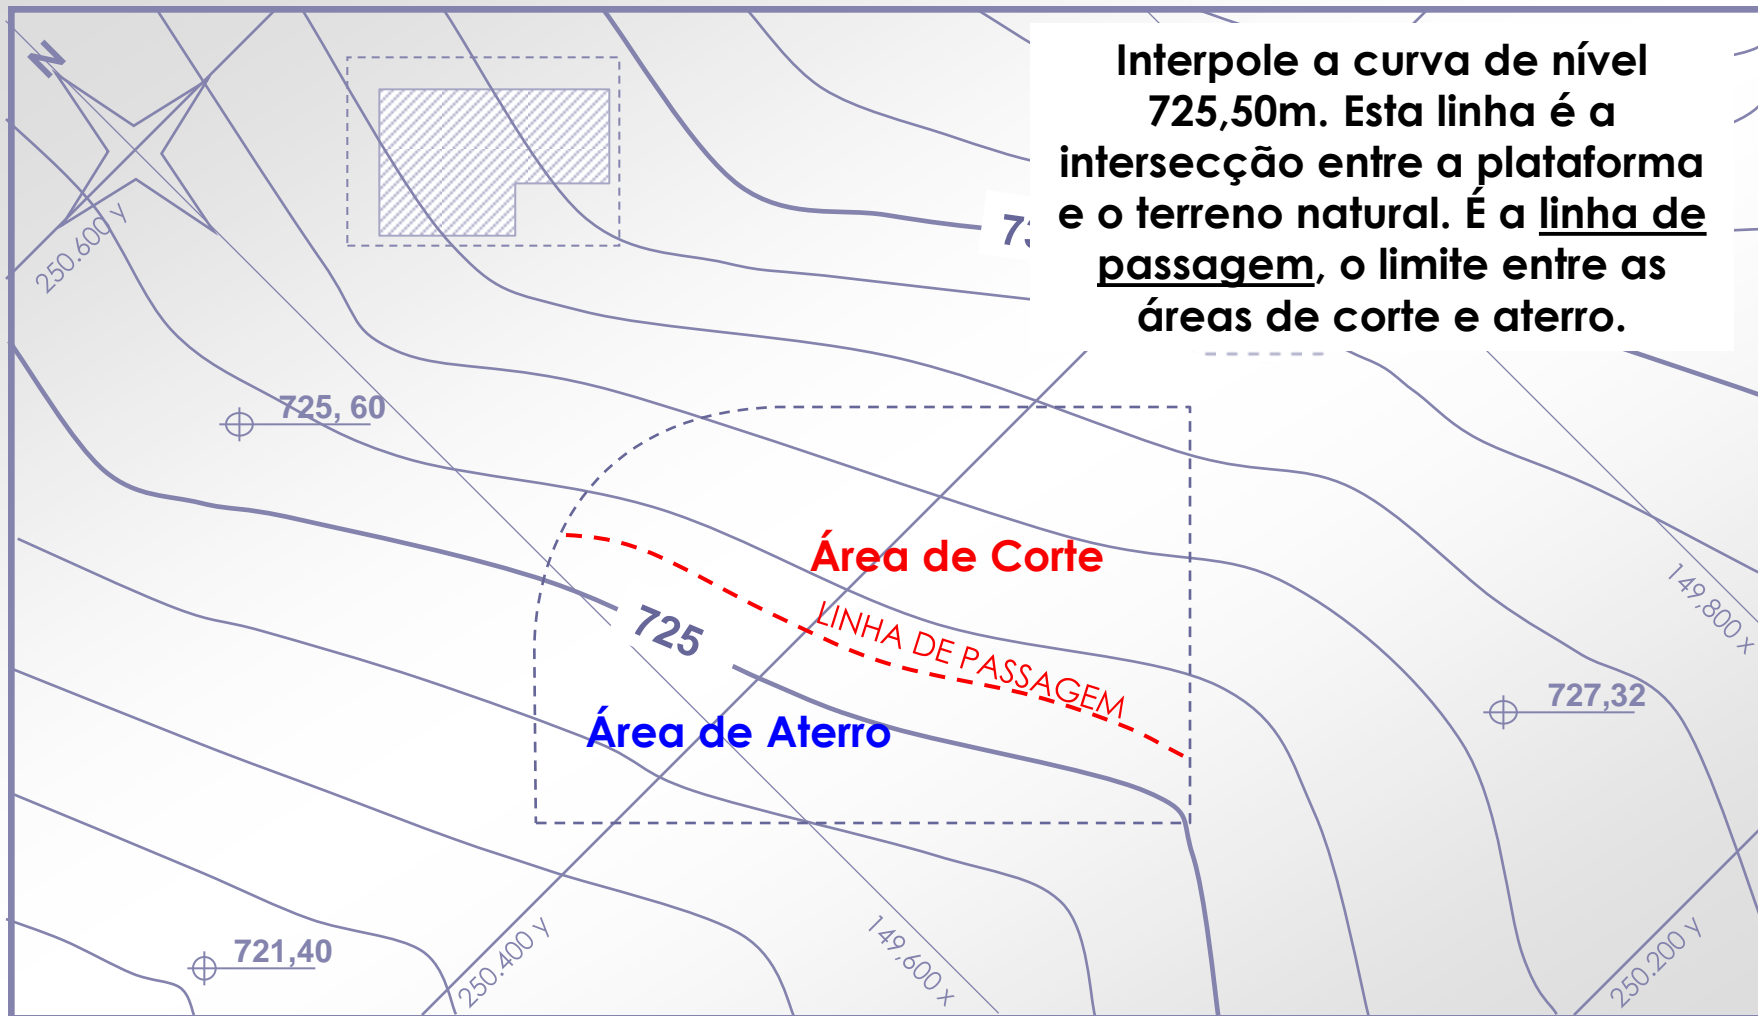 N
Interpole a curva de nível
725,50m. Esta linha é a
intersecção entre a plataforma
e o terreno natural. É a linha de
passagem, o limite entre as
áreas de corte e aterro.
250.600 y
725, 60
Área de Corte
LINHA DE PASSAGEM
725
Área de Aterro
149,800 x
727,32
721,40
250.400 y
149,600 x
250.200 y